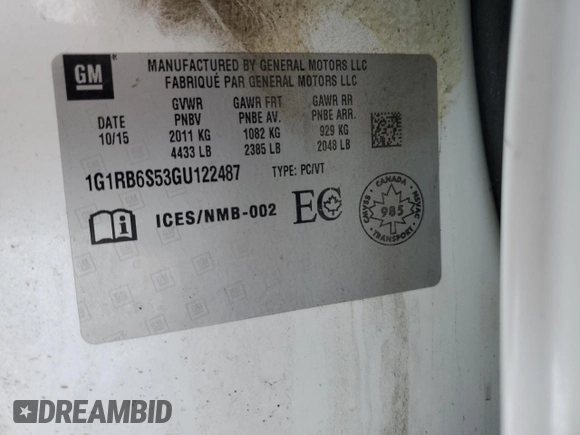 GM
MANUFACTURED BY GENERAL MOTORS LLC
FABRIQUÉ PAR GENERAL MOTORS LLC
DATE
10/15
GVWR
PNBV
2011 KG
4433 LB
GAWR FRT
PNBE AV.
1082 KG
2385 LB
GAWR RR
PNBE ARR.
929 KG
2048 LB
1G1RB6S53GU122487 TYPE: PC/VT
ICES/NMB-002
EC
CANADA
CMVSS
985
NSVAC
TRANSPORT
DREAMBID